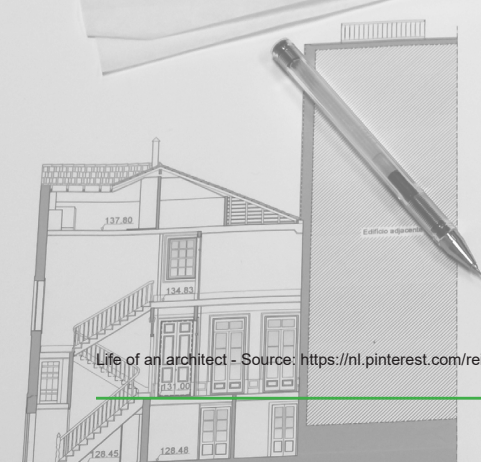 137.80
Edifício adjacente
134.83
Life of an architect - Source: https://nl.pinterest.com/re
131.00
128.48
128.45